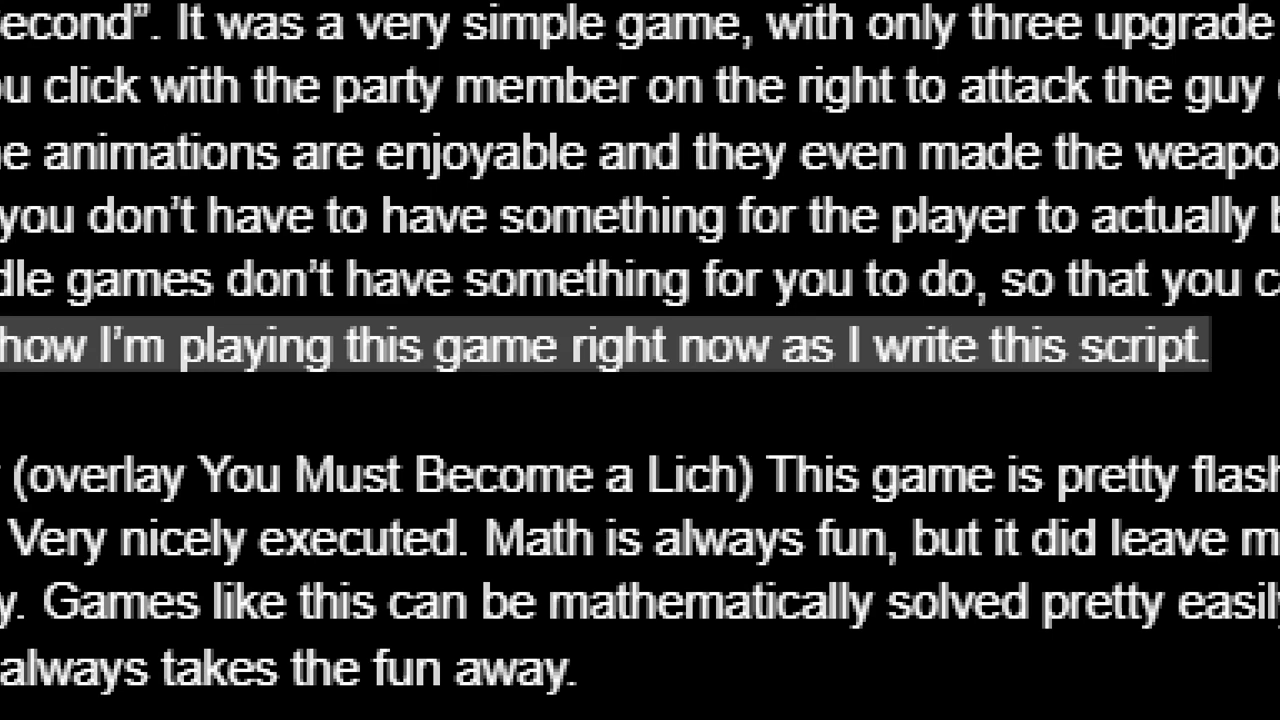 econd”. It was a very simple game, with only three upgrade
click with the party member on the right to attack the guy
animations are enjoyable and they even made the
you don’t have to have something for the player to actually
games don’t have something for you to do, so that you
how I’m playing this game right now as I write this script.
(overlay You Must Become a Lich) This game is pretty
Very nicely executed. Math is always fun, but it did leave
Games like this can be mathematically solved pretty
always takes the fun away.